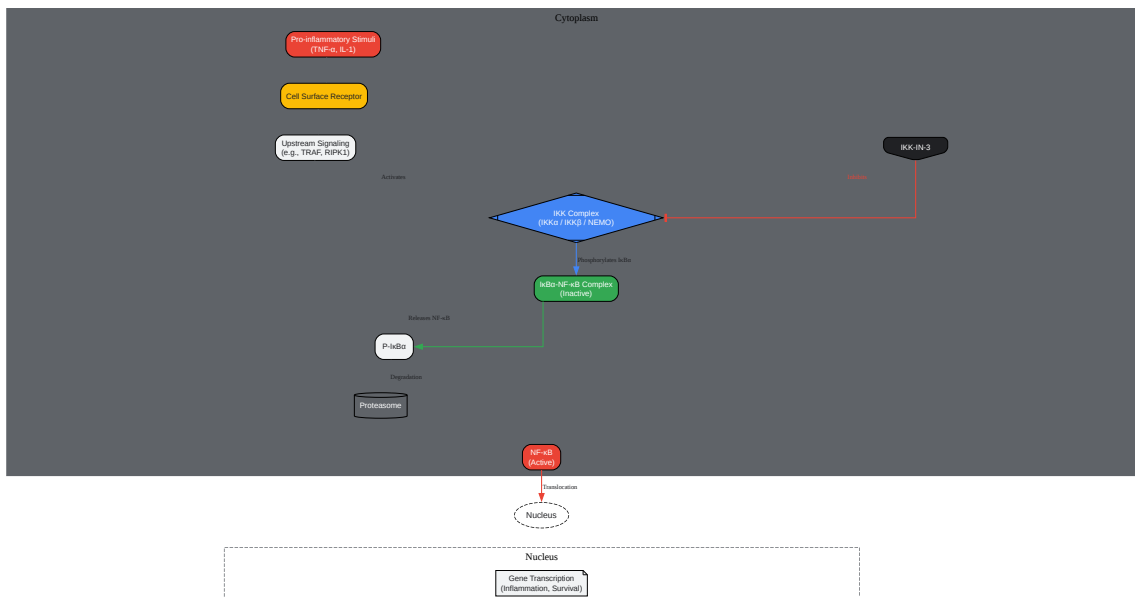 Cytoplasm
Pro-inflammatory Stimuli
(TNF-α, IL-1)
Cell Surface Receptor
Upstream Signaling
(e.g., TRAF, RIPK1)
IKK-IN-3
Activates
Inhibits
IKK Complex
(IKKα / IKKβ / NEMO)
Phosphorylates IκBα
IκBα-NF-κB Complex
(Inactive)
Releases NF-κB
P-IκBα
Degradation
Proteasome
NF-κB
(Active)
Translocation
Nucleus
Nucleus
Gene Transcription
(Inflammation, Survival)